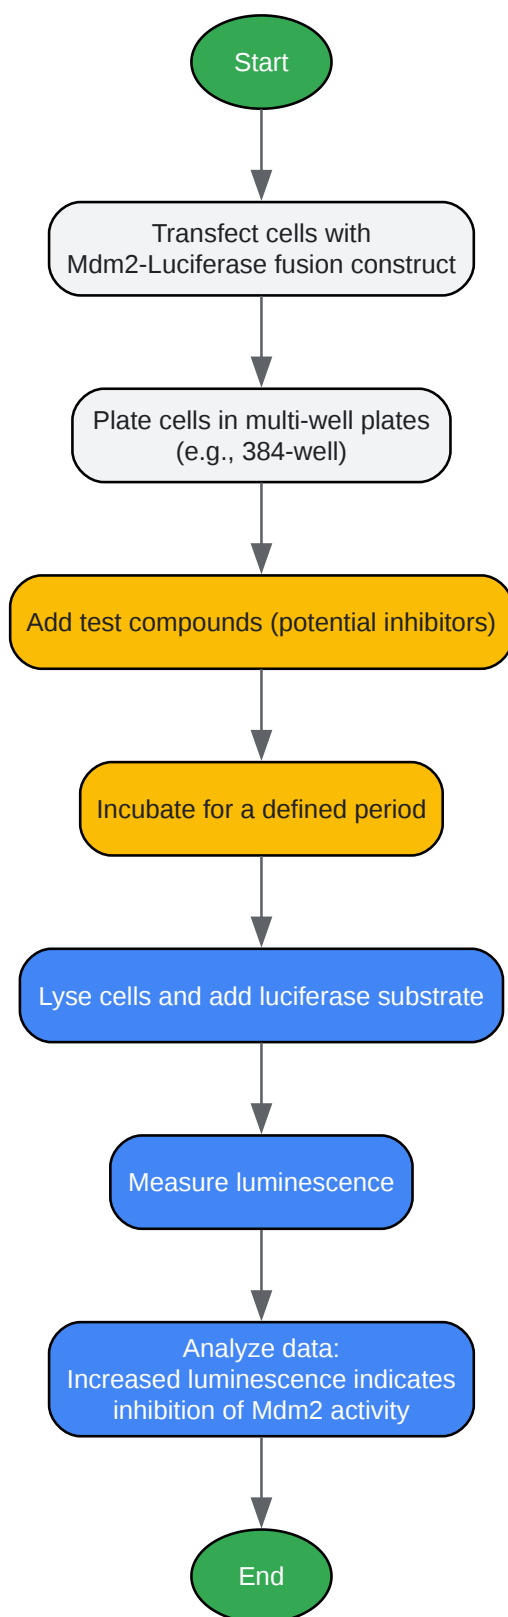 Start
Transfect cells with
Mdm2-Luciferase fusion construct
Plate cells in multi-well plates
(e.g., 384-well)
Add test compounds (potential inhibitors)
Incubate for a defined period
Lyse cells and add luciferase substrate
Measure luminescence
Analyze data:
Increased luminescence indicates
inhibition of Mdm2 activity
End